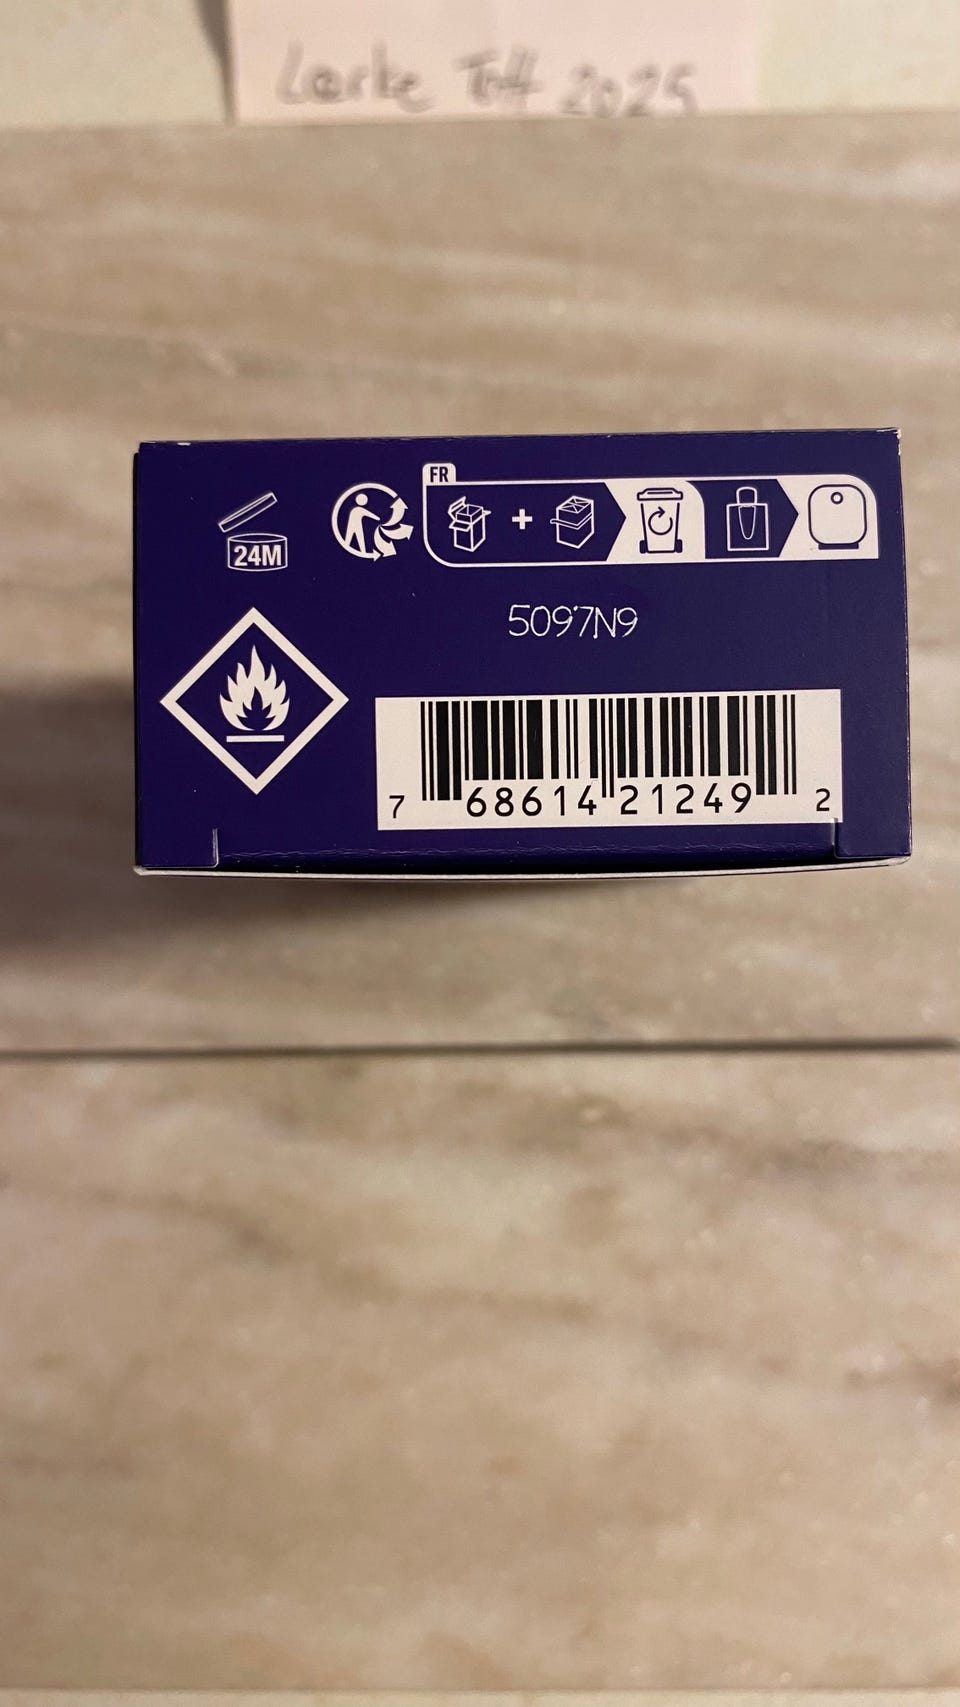 Lærke Toft 2025
FR
24M
+
5097N9
7 68614 21249 2